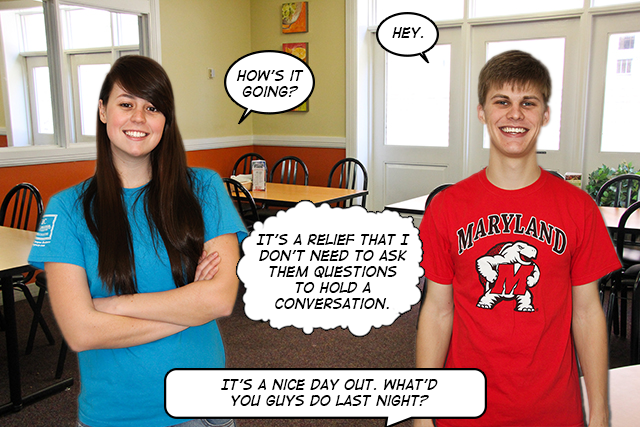 HEY.
HOW'S IT
GOING?
IT'S A RELIEF THAT I
DON'T NEED TO ASK
THEM QUESTIONS
TO HOLD A
CONVERSATION.
MARYLAND
M
IT'S A NICE DAY OUT. WHAT'D
YOU GUYS DO LAST NIGHT?